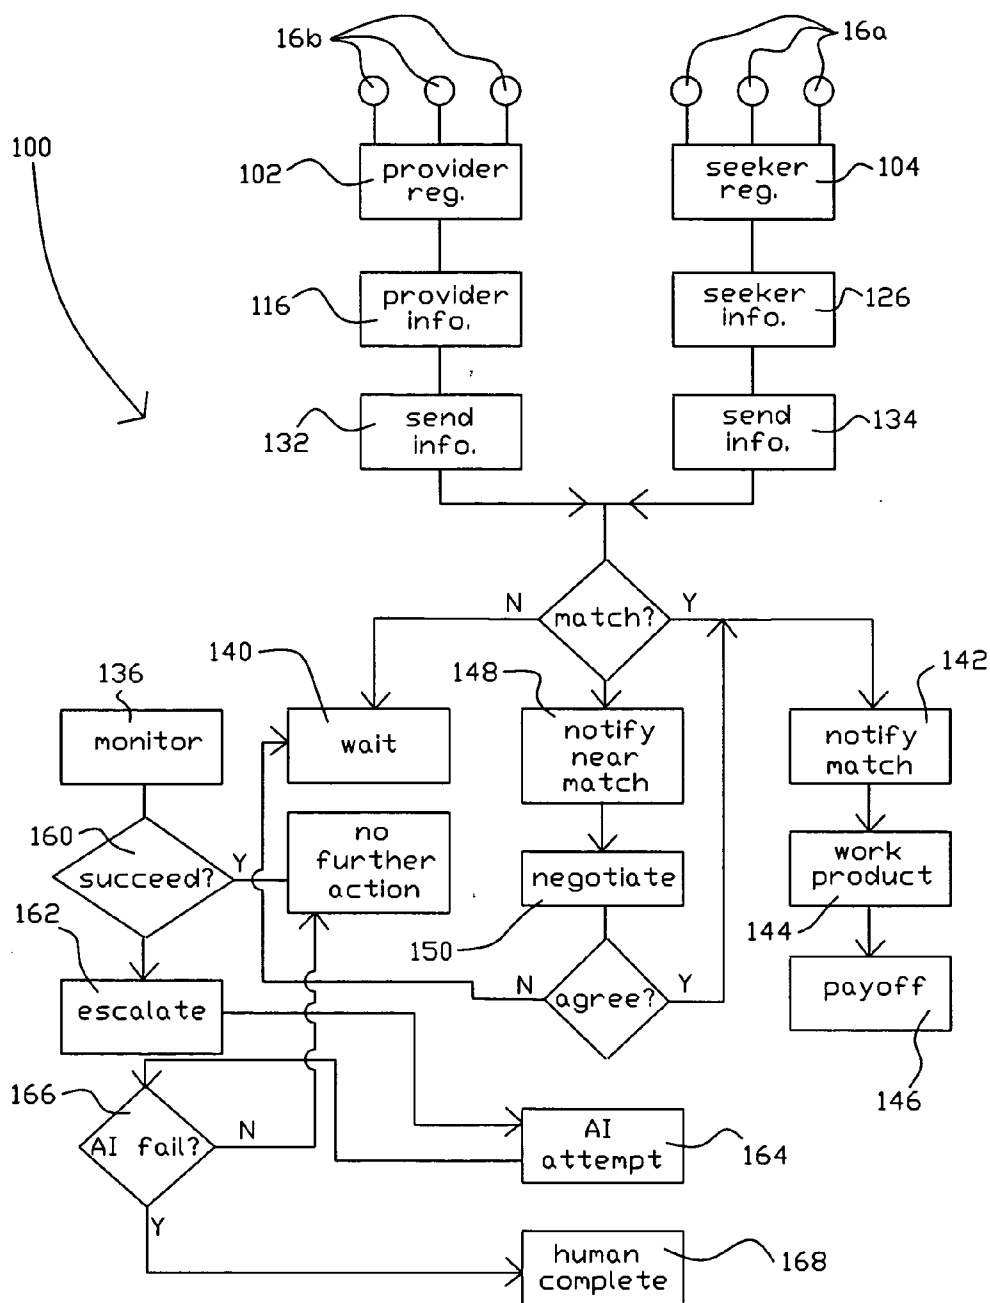 16b
16a
100
102
provider
reg.
seeker
reg.
104
116
provider
info.
seeker
info.
126
132
send
info.
send
info.
134
N
match?
Y
136
140
148
142
monitor
wait
notify
near
match
notify
match
160
succeed?
Y
no
further
action
negotiate
work
product
144
162
150
escalate
N
agree?
Y
payoff
146
166
AI fail?
N
AI
attempt
164
Y
human
complete
168